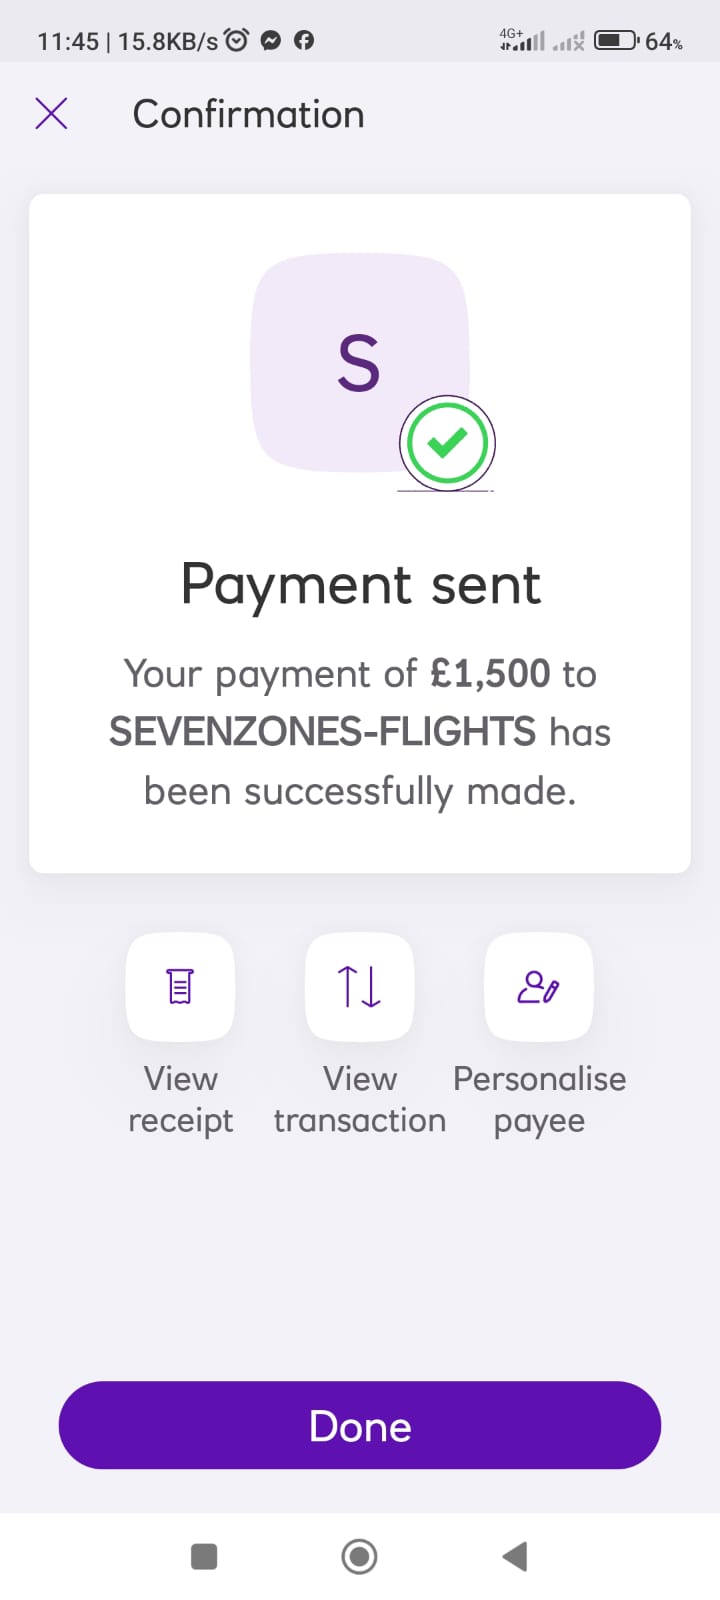 11:45 | 15.8KB/s 4G+ 64%
Confirmation
S
Payment sent
Your payment of £1,500 to
SEVENZONES-FLIGHTS has
been successfully made.
View receipt
View transaction
Personalise payee
Done